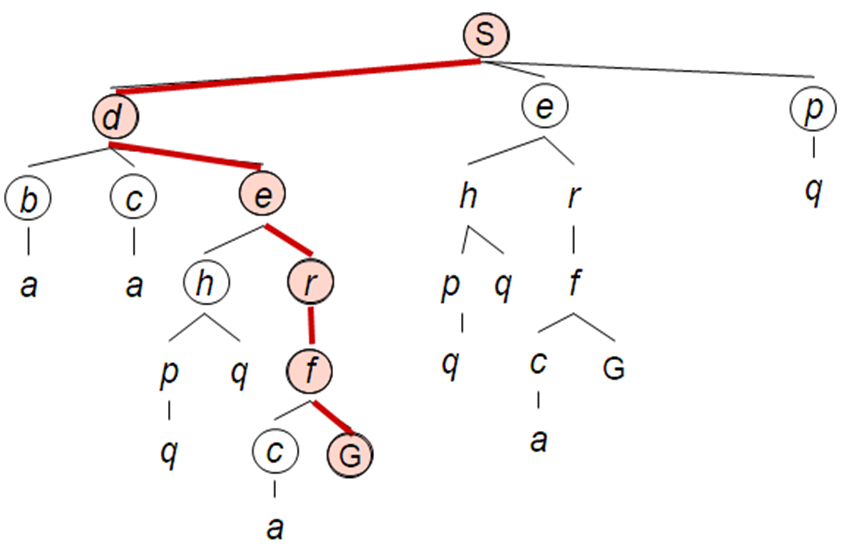 S
d e p
b c e h r q
a a h r p q f
p q f q c G
q c G a
a